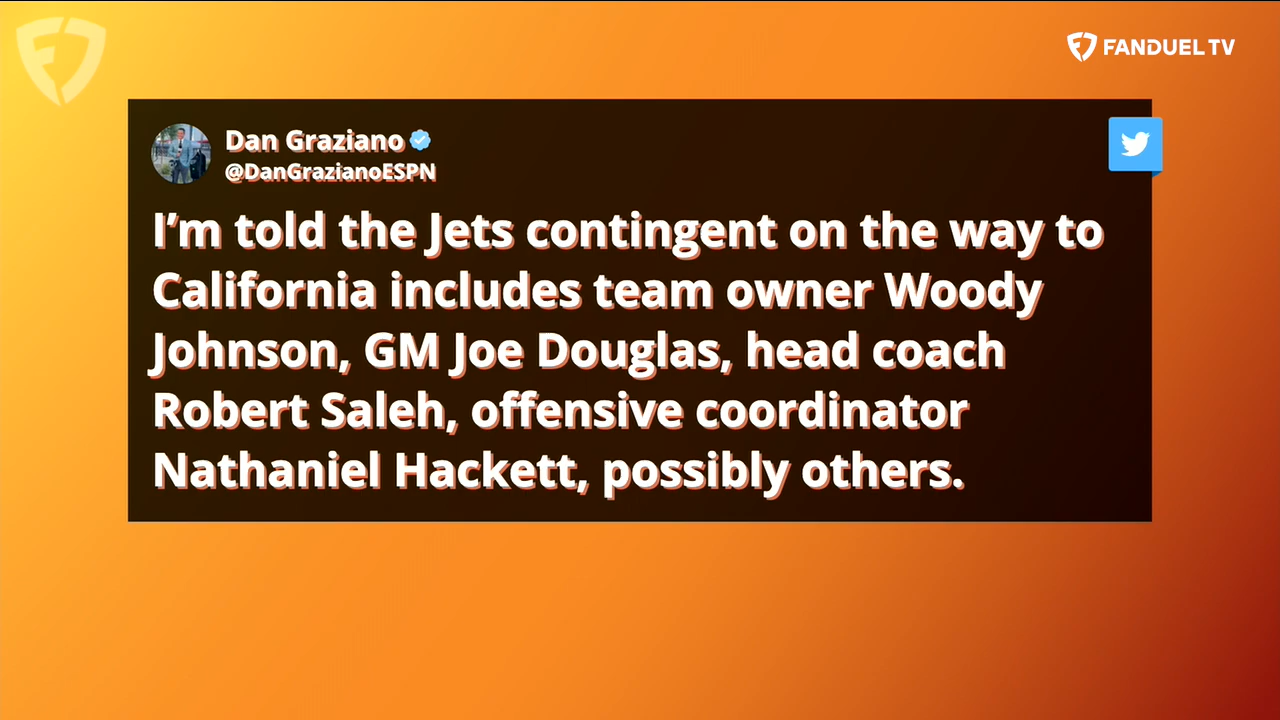 FANDUEL TV
Dan Graziano
@DanGrazianoESPN
I’m told the Jets contingent on the way to
California includes team owner Woody
Johnson, GM Joe Douglas, head coach
Robert Saleh, offensive coordinator
Nathaniel Hackett, possibly others.